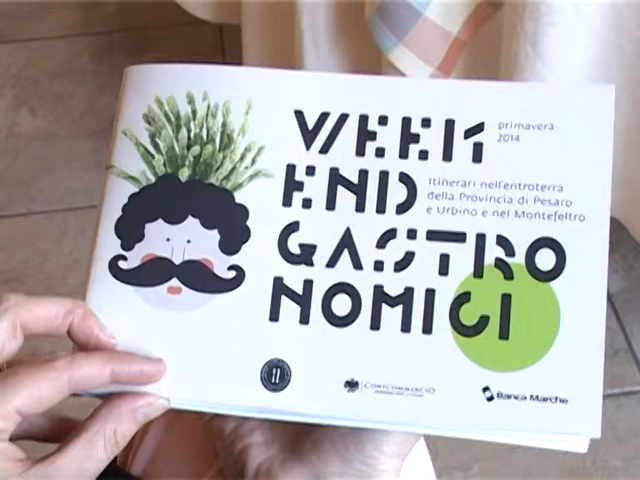 WEEK
END
GASTRO
NOMICI
primavera
2014
Itinerari nell'entroterra
della Provincia di Pesaro
e Urbino e nel Montefeltro
CONFCOMMERCIO
Banca Marche